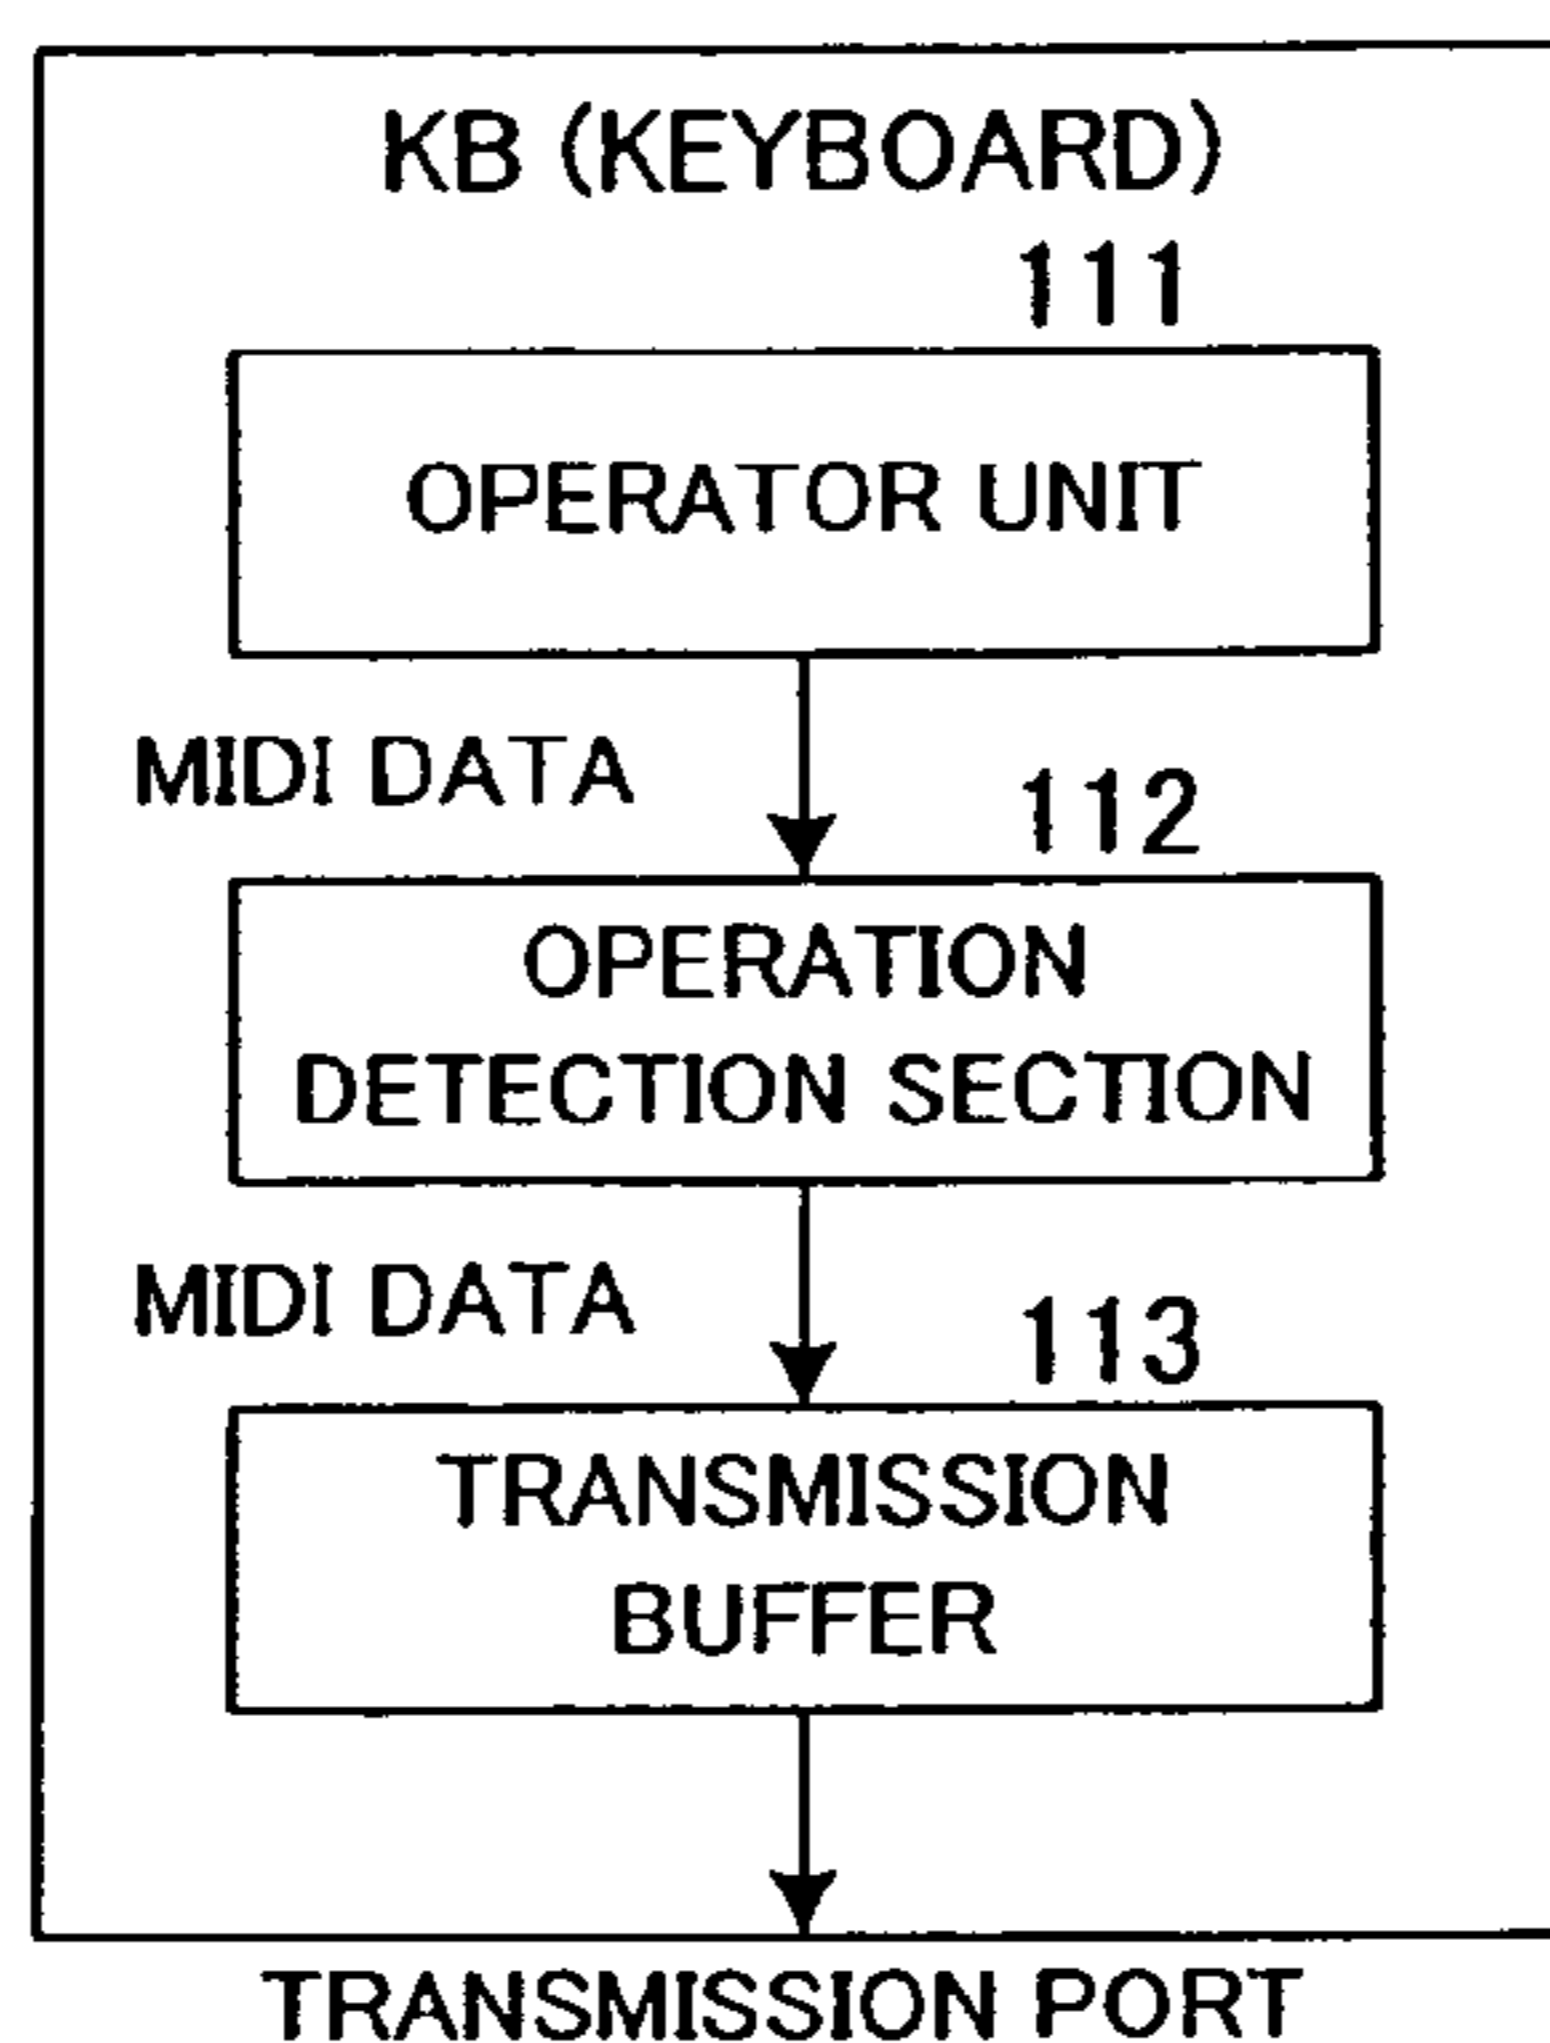 KB (KEYBOARD)
111
OPERATOR UNIT
MIDI DATA
112
OPERATION
DETECTION SECTION
MIDI DATA
113
TRANSMISSION
BUFFER
TRANSMISSION PORT